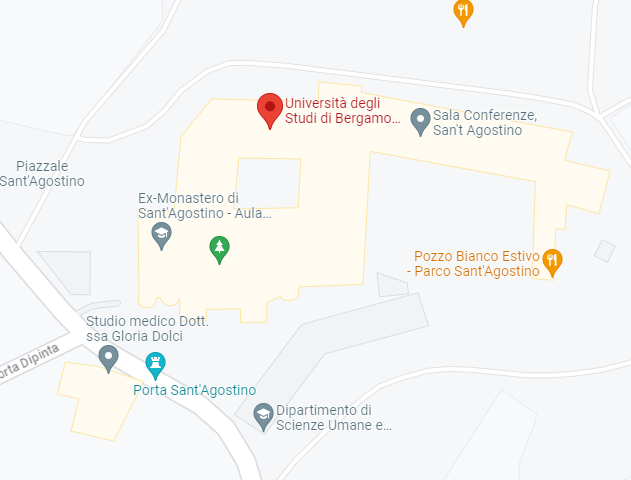 Università degli
Studi di Bergamo...
Sala Conferenze,
San't Agostino
Piazzale
Sant'Agostino
Ex-Monastero di
Sant'Agostino - Aula...
Pozzo Bianco Estivo
- Parco Sant'Agostino
Studio medico Dott.
ssa Gloria Dolci
orta Dipinta
Porta Sant'Agostino
Dipartimento di
Scienze Umane e...